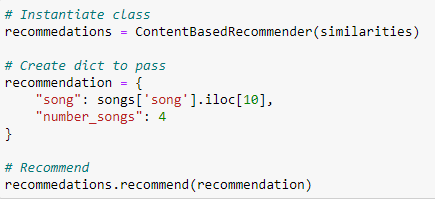 # Instantiate class
recommedations = ContentBasedRecommender(similarities)
# Create dict to pass
recommendation = {
    "song": songs['song'].iloc[10],
    "number_songs": 4
}
# Recommend
recommedations.recommend(recommendation)